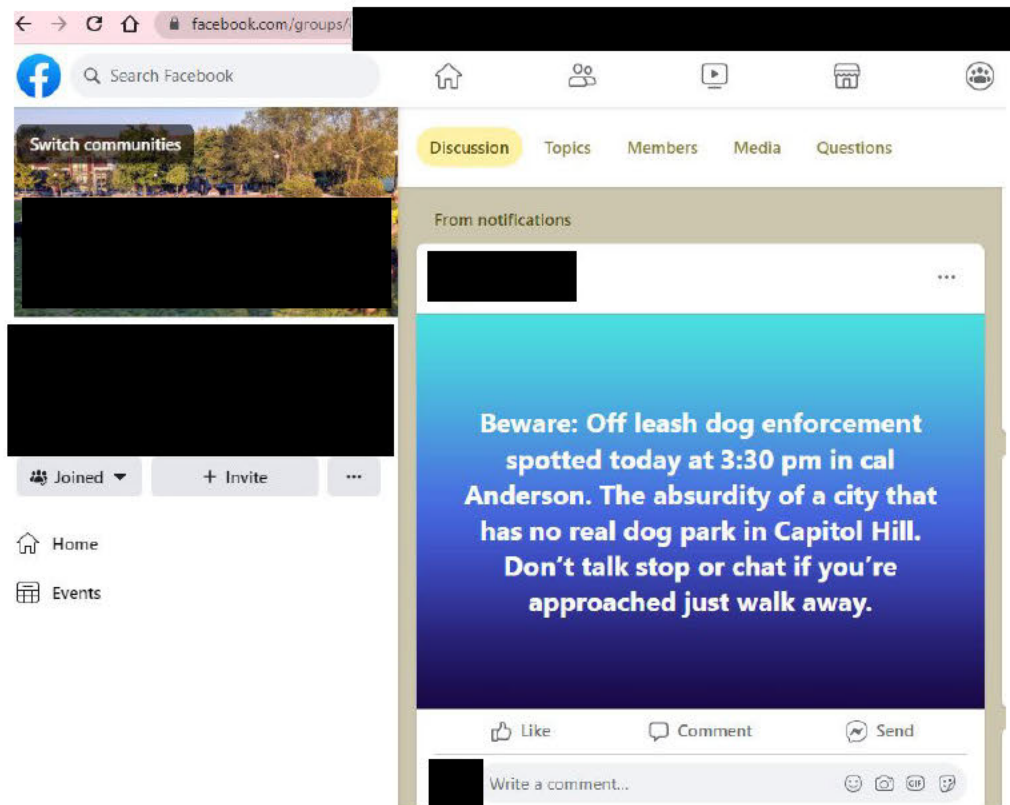 facebook.com/groups/
Search Facebook
Switch communities
Discussion Topics Members Media Questions
From notifications
Beware: Off leash dog enforcement
spotted today at 3:30 pm in cal
Anderson. The absurdity of a city that
has no real dog park in Capitol Hill.
Don't talk stop or chat if you're
approached just walk away.
Joined + Invite
Home
Events
Like Comment Send
Write a comment...
GIF